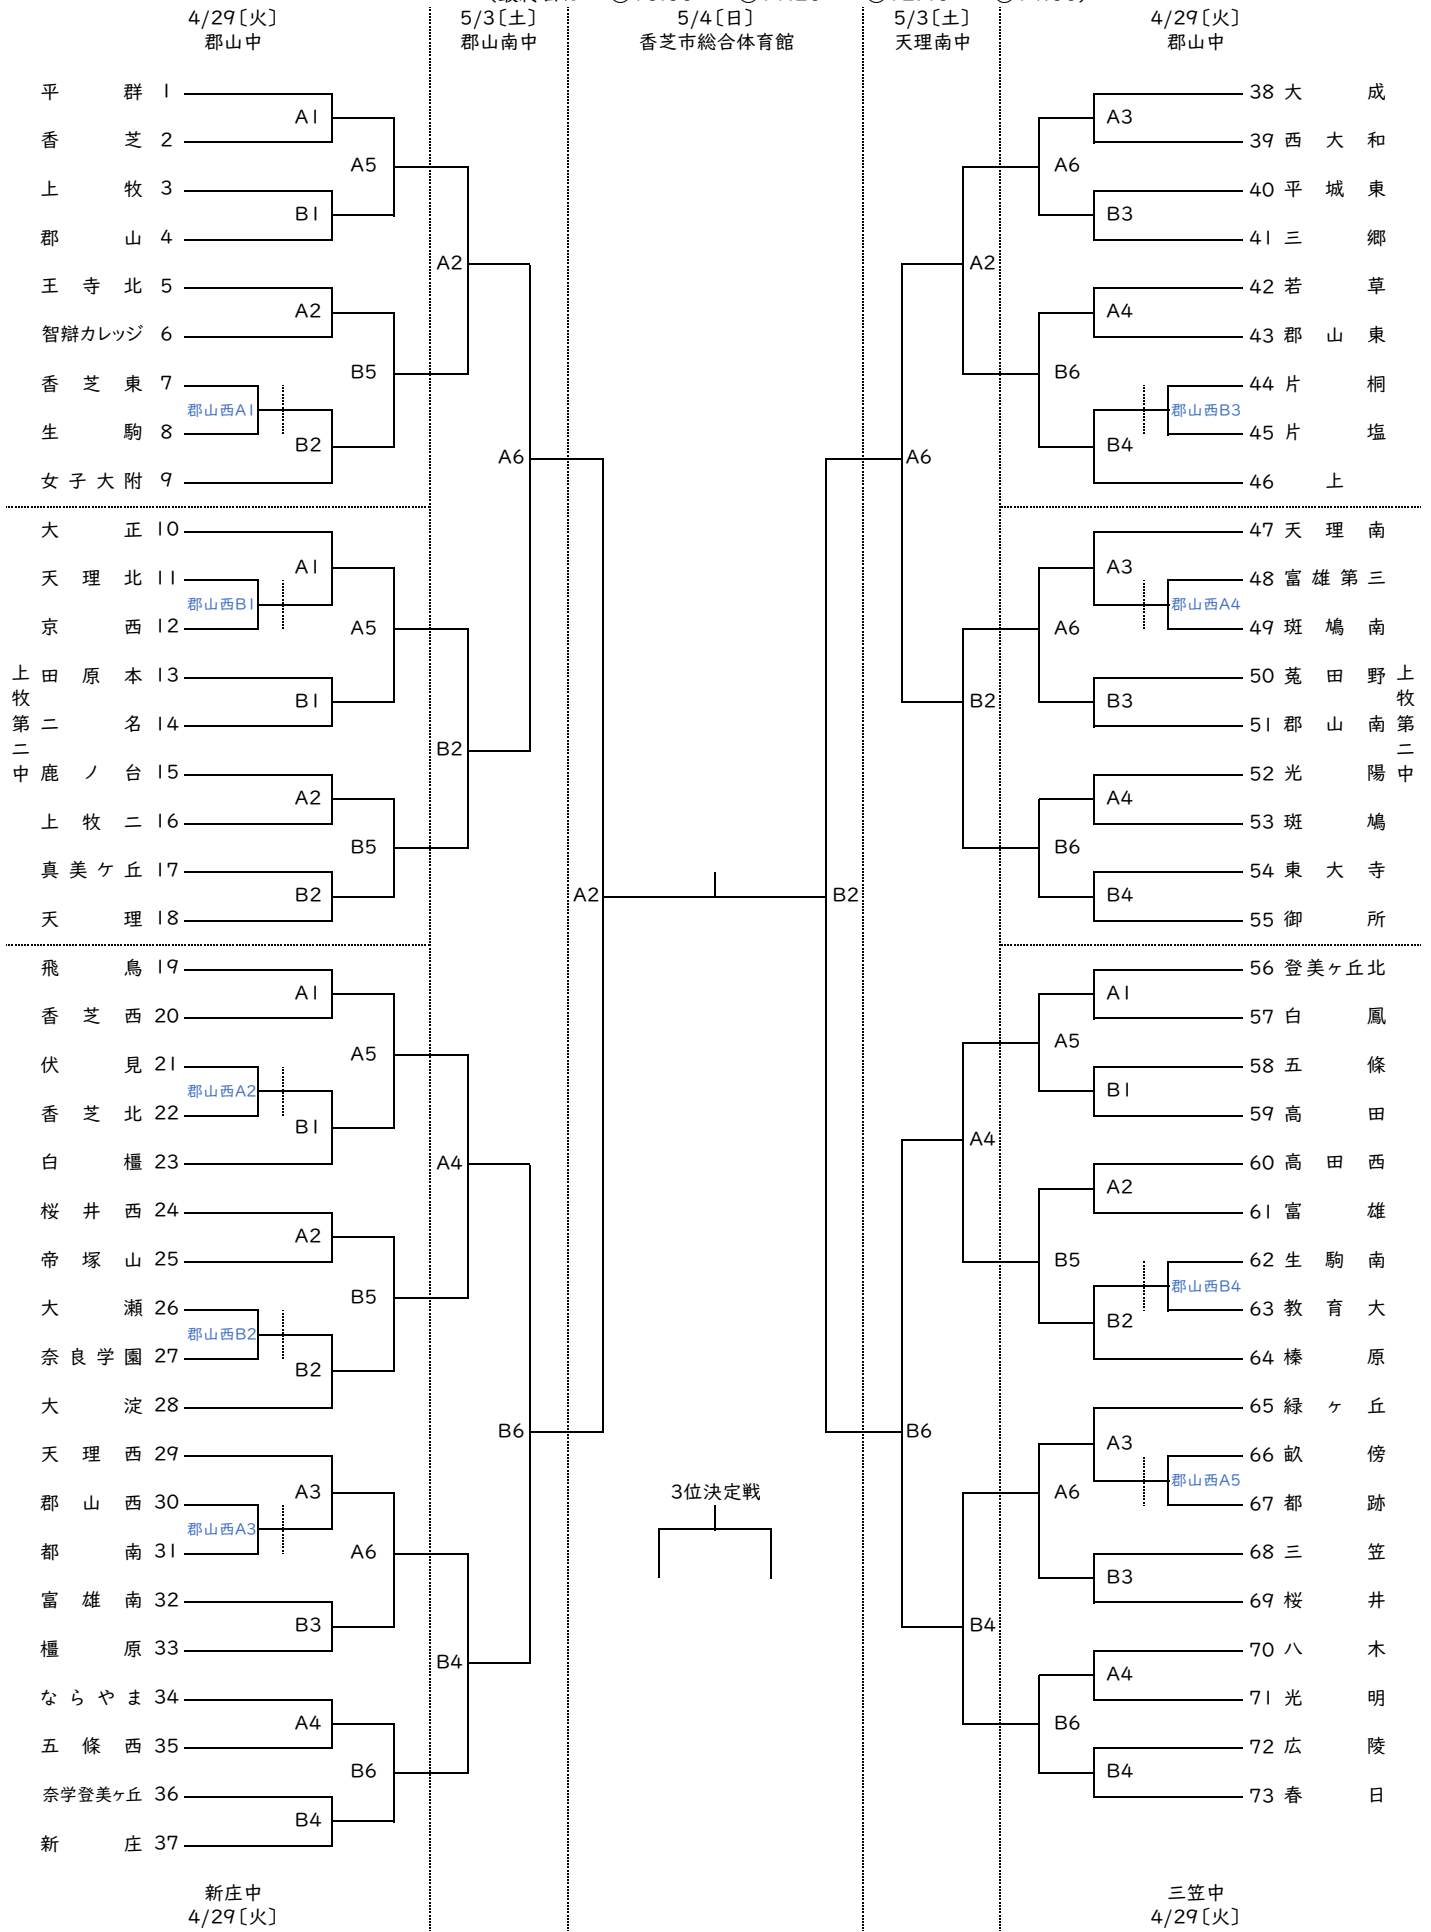 4/29〔火〕
郡山中
5/3〔土〕
郡山南中
5/4〔日〕
香芝市総合体育館
5/3〔土〕
天理南中
4/29〔火〕
郡山中
平群 1
香芝 2
上牧 3
郡山 4
王寺北 5
智辯カレッジ 6
香芝東 7
生駒 8
女子大附 9
大正 10
天理北 11
京西 12
田原本 13
二名 14
鹿ノ台 15
上牧二 16
真美ケ丘 17
天理 18
飛鳥 19
香芝西 20
伏見 21
香芝北 22
白橿 23
桜井西 24
帝塚山 25
大瀬 26
奈良学園 27
大淀 28
天理西 29
郡山西 30
都南 31
富雄南 32
橿原 33
ならやま 34
五條西 35
奈学登美ヶ丘 36
新庄 37
上牧第二中
郡山西A1
郡山西B1
郡山西A2
郡山西B2
郡山西A3
A1
B1
A2
B2
A1
B1
A2
B2
A1
B1
A2
B2
A3
B3
A4
B4
A5
B5
A5
B5
A5
B5
A6
B6
A2
B2
A4
B4
A6
B6
A2
3位決定戦
B2
A6
B6
A2
B2
A4
B4
A6
B6
A6
B6
A5
B5
A6
B6
A3
B3
A4
B4
A3
B3
A4
B4
A1
B1
A2
B2
A3
B3
A4
B4
郡山西B3
郡山西A4
郡山西B4
郡山西A5
38 大成
39 西大和
40 平城東
41 三郷
42 若草
43 郡山東
44 片桐
45 片塩
46 上
47 天理南
48 富雄第三
49 斑鳩南
50 菟田野
51 郡山南
52 光陽
53 斑鳩
54 東大寺
55 御所
56 登美ヶ丘北
57 白鳳
58 五條
59 高田
60 高田西
61 富雄
62 生駒南
63 教育大
64 榛原
65 緑ヶ丘
66 畝傍
67 都跡
68 三笠
69 桜井
70 八木
71 光明
72 広陵
73 春日
上牧第二中
新庄中
4/29〔火〕
三笠中
4/29〔火〕